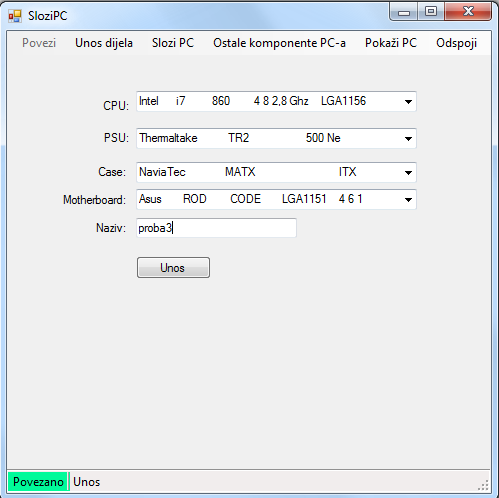 SloziPC
Povezi Unos dijela Slozi PC Ostale komponente PC-a Pokaži PC Odspoji
CPU: Intel i7 860 4 8 2,8 Ghz LGA1156
PSU: Thermaltake TR2 500 Ne
Case: NaviaTec MATX ITX
Motherboard: Asus ROD CODE LGA1151 4 6 1
Naziv: proba3
Unos
Povezano Unos